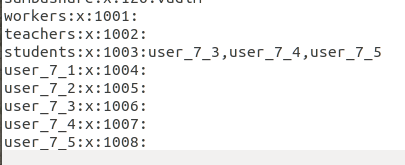 workers:x:1001:
teachers:x:1002:
students:x:1003:user_7_3,user_7_4,user_7_5
user_7_1:x:1004:
user_7_2:x:1005:
user_7_3:x:1006:
user_7_4:x:1007:
user_7_5:x:1008: